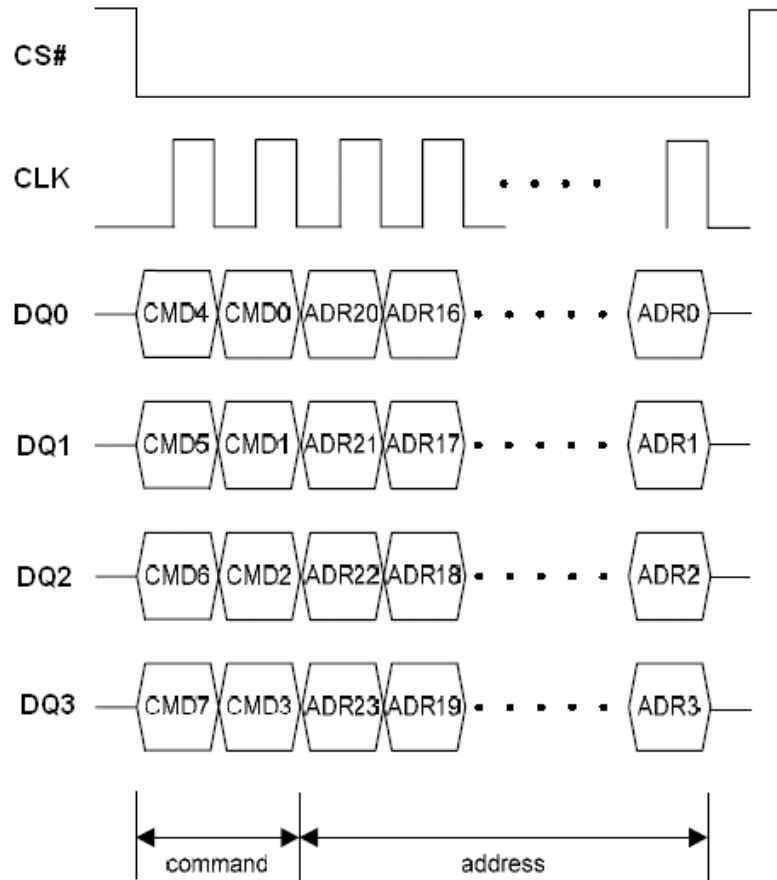 CS#
CLK
DQ0 CMD4 CMD0 ADR20 ADR16 ADR0
DQ1 CMD5 CMD1 ADR21 ADR17 ADR1
DQ2 CMD6 CMD2 ADR22 ADR18 ADR2
DQ3 CMD7 CMD3 ADR23 ADR19 ADR3
command address